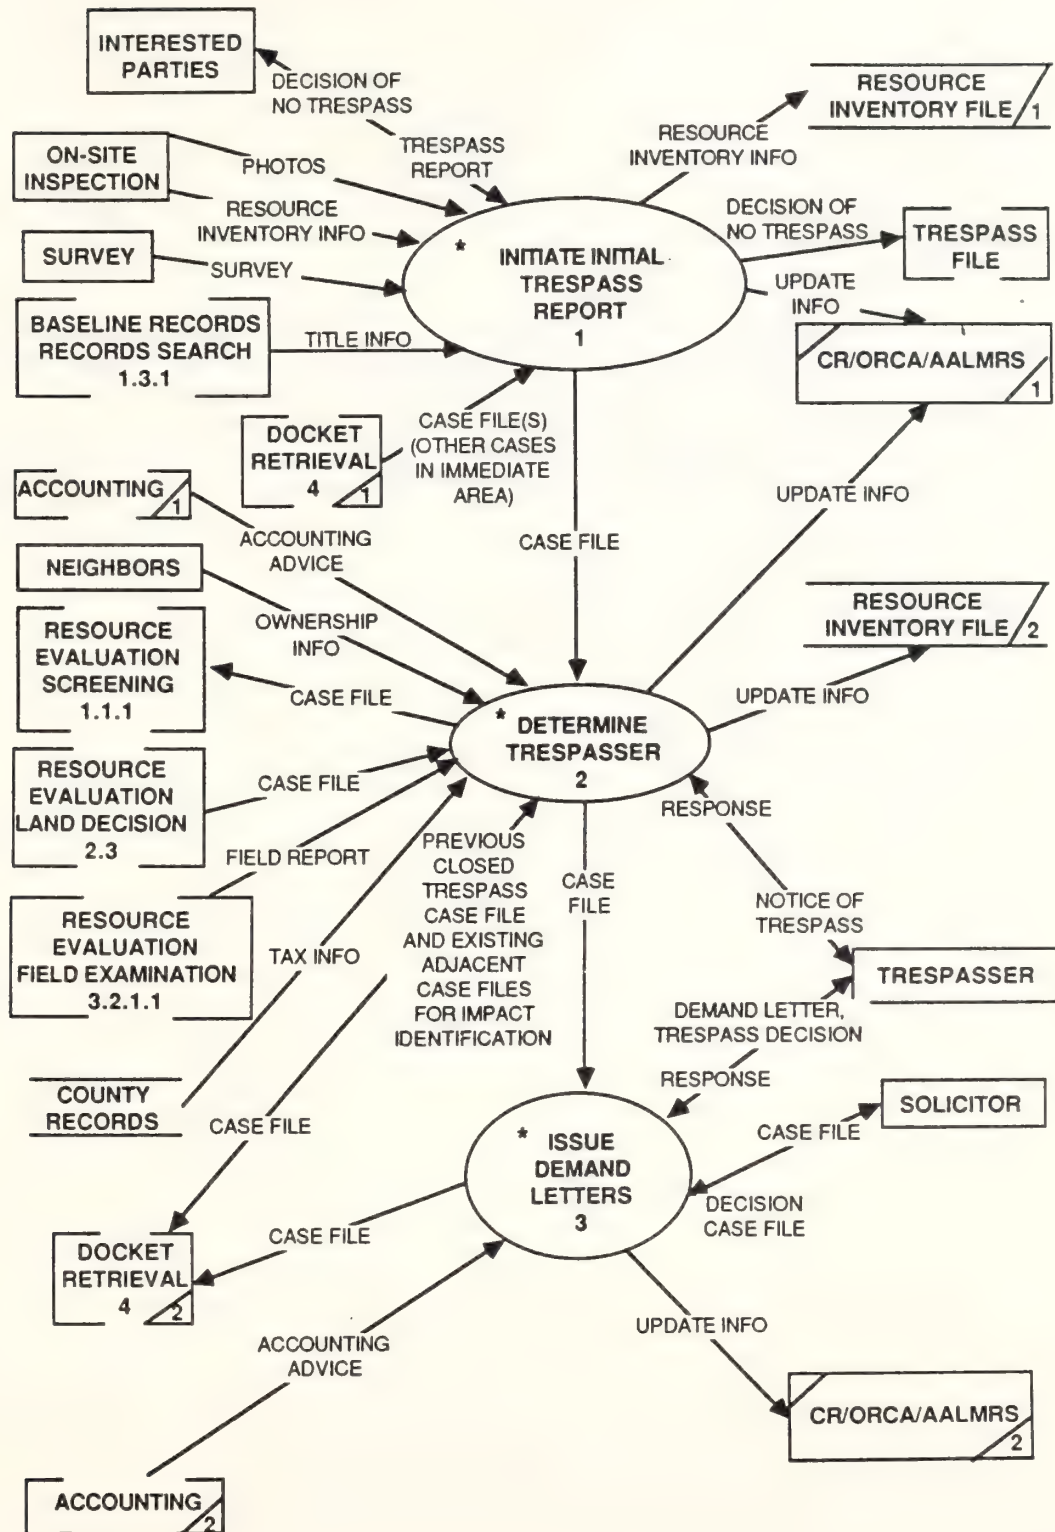 INTERESTED
PARTIES
DECISION OF
NO TRESPASS
TRESPASS
REPORT
RESOURCE
INVENTORY FILE
1
RESOURCE
INVENTORY INFO
ON-SITE
INSPECTION
PHOTOS
RESOURCE
INVENTORY INFO
SURVEY
SURVEY
* INITIATE INITIAL
TRESPASS
REPORT
1
DECISION OF
NO TRESPASS
TRESPASS
FILE
UPDATE
INFO
BASELINE RECORDS
RECORDS SEARCH
1.3.1
TITLE INFO
CR/ORCA/AALMRS
1
DOCKET
RETRIEVAL
4
1
CASE FILE(S)
(OTHER CASES
IN IMMEDIATE
AREA)
ACCOUNTING
1
ACCOUNTING
ADVICE
CASE FILE
UPDATE INFO
NEIGHBORS
OWNERSHIP
INFO
RESOURCE
INVENTORY FILE
2
RESOURCE
EVALUATION
SCREENING
1.1.1
CASE FILE
* DETERMINE
TRESPASSER
2
UPDATE INFO
RESOURCE
EVALUATION
LAND DECISION
2.3
CASE FILE
RESPONSE
FIELD REPORT
PREVIOUS
CLOSED
TRESPASS
CASE FILE
AND EXISTING
ADJACENT
CASE FILES
FOR IMPACT
IDENTIFICATION
CASE
FILE
NOTICE OF
TRESPASS
RESOURCE
EVALUATION
FIELD EXAMINATION
3.2.1.1
TAX INFO
TRESPASSER
DEMAND LETTER,
TRESPASS DECISION
RESPONSE
COUNTY
RECORDS
CASE FILE
SOLICITOR
CASE FILE
* ISSUE
DEMAND
LETTERS
3
DECISION
CASE FILE
DOCKET
RETRIEVAL
4
2
CASE FILE
ACCOUNTING
ADVICE
UPDATE INFO
CR/ORCA/AALMRS
2
ACCOUNTING
2